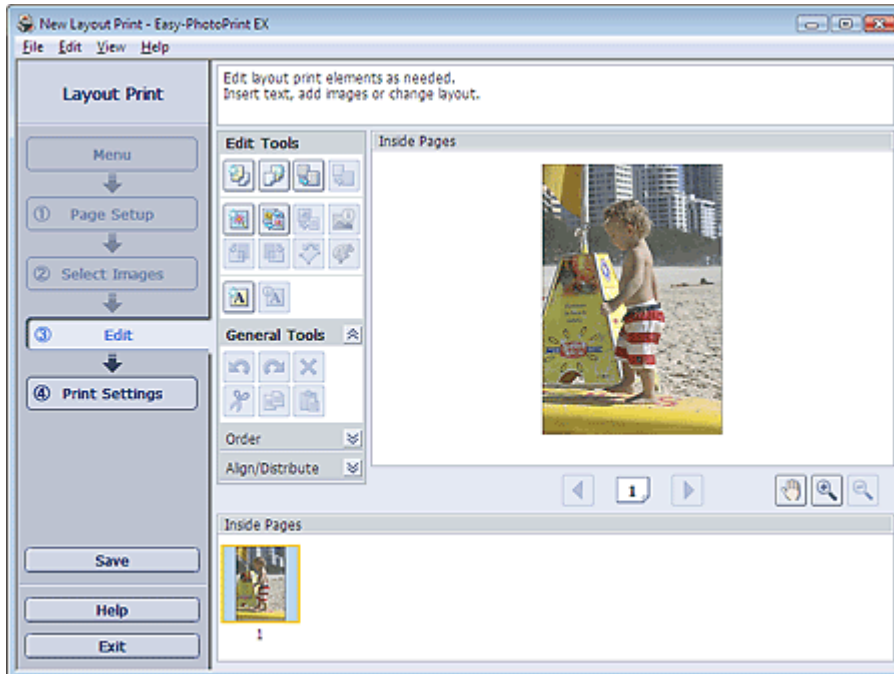 New Layout Print - Easy-PhotoPrint EX
File Edit View Help
Layout Print
Edit layout print elements as needed.
Insert text, add images or change layout.
Menu
① Page Setup
② Select Images
③ Edit
④ Print Settings
Save
Help
Exit
Edit Tools
A A
General Tools
Order
Align/Distribute
Inside Pages
1
Inside Pages
1